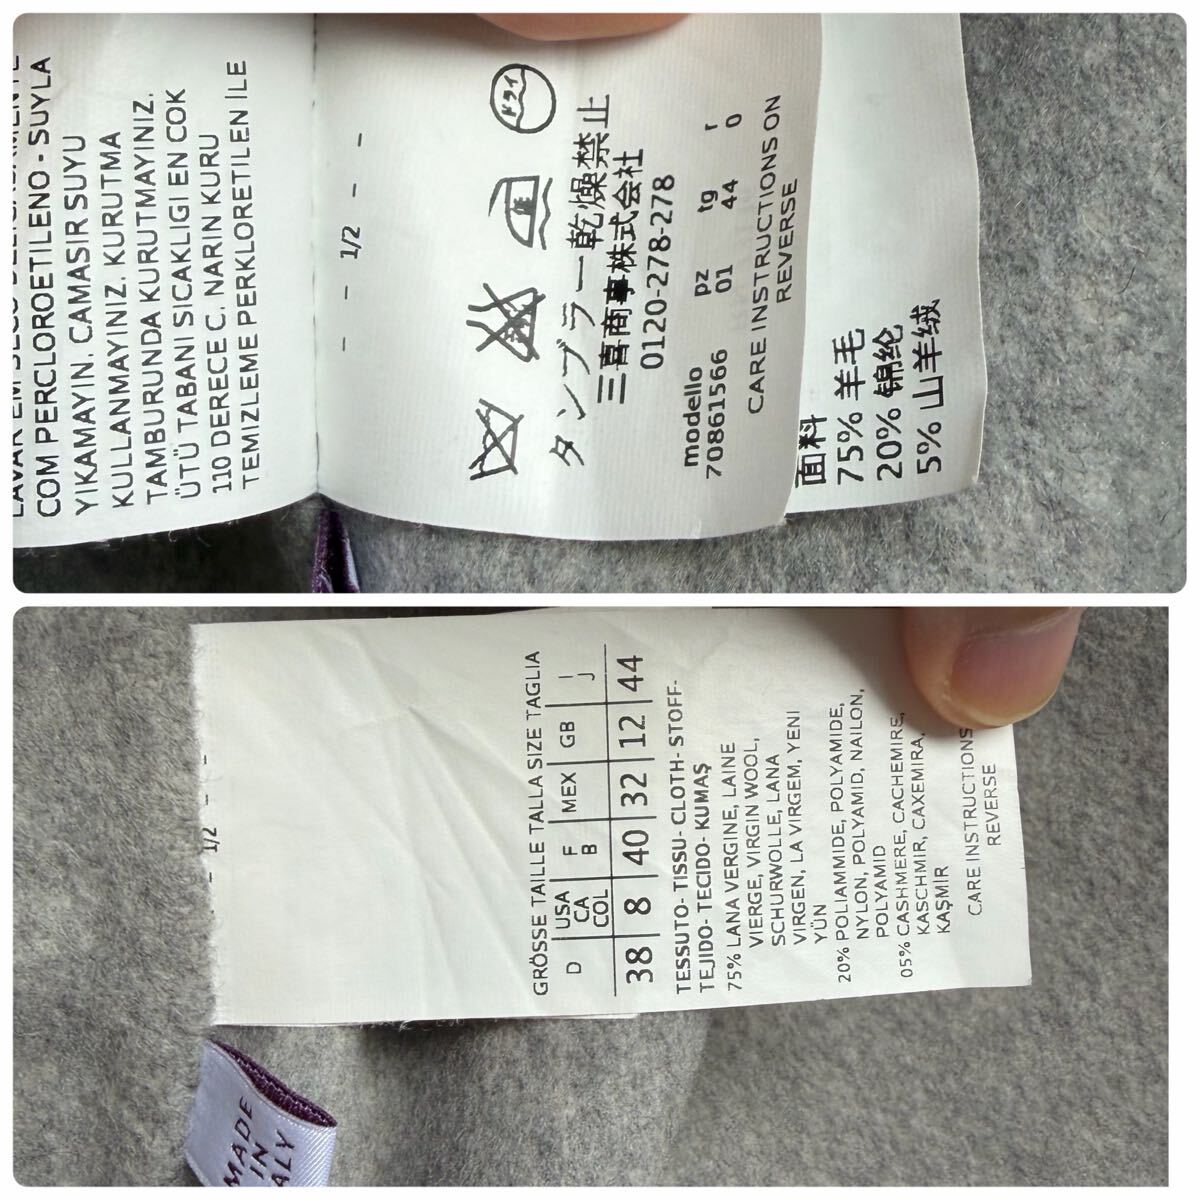 COM PERCLOROETILENO - SUYLA
YIKAMAYIN. CAMASIR SUYU
KULLANMAYINIZ. KURUTMA
TAMBURUNDA KURUTMAYINIZ.
ÜTÜ TABANI SICAKLIGI EN COK
110 DERECE C. NARIN KURU
TEMIZLEME PERKLORETILEN ILE
- - 1/2 - -
ドライ
タンブラー乾燥禁止
三喜商事株式会社
0120-278-278
modello pz tg r
70861566 01 44 0
CARE INSTRUCTIONS ON
REVERSE
面料
75% 羊毛
20% 锦纶
5% 山羊绒
- 1/2 - -
GRÖSSE TAILLE TALLA SIZE TAGLIA
D USA CA COL F B MEX GB I J
38 8 40 32 12 44
TESSUTO- TISSU- CLOTH- STOFF-
TEJIDO- TECIDO- KUMAŞ
75% LANA VERGINE, LAINE
VIERGE, VIRGIN WOOL,
SCHURWOLLE, LANA
VIRGEN, LA VIRGEM, YENI
YÜN
20% POLIAMMIDE, POLYAMIDE,
NYLON, POLYAMID, NAILON,
POLYAMID
05% CASHMERE, CACHEMIRE,
KASCHMIR, CAXEMIRA,
KAŞMIR
CARE INSTRUCTIONS
REVERSE
MADE
IN
ALY